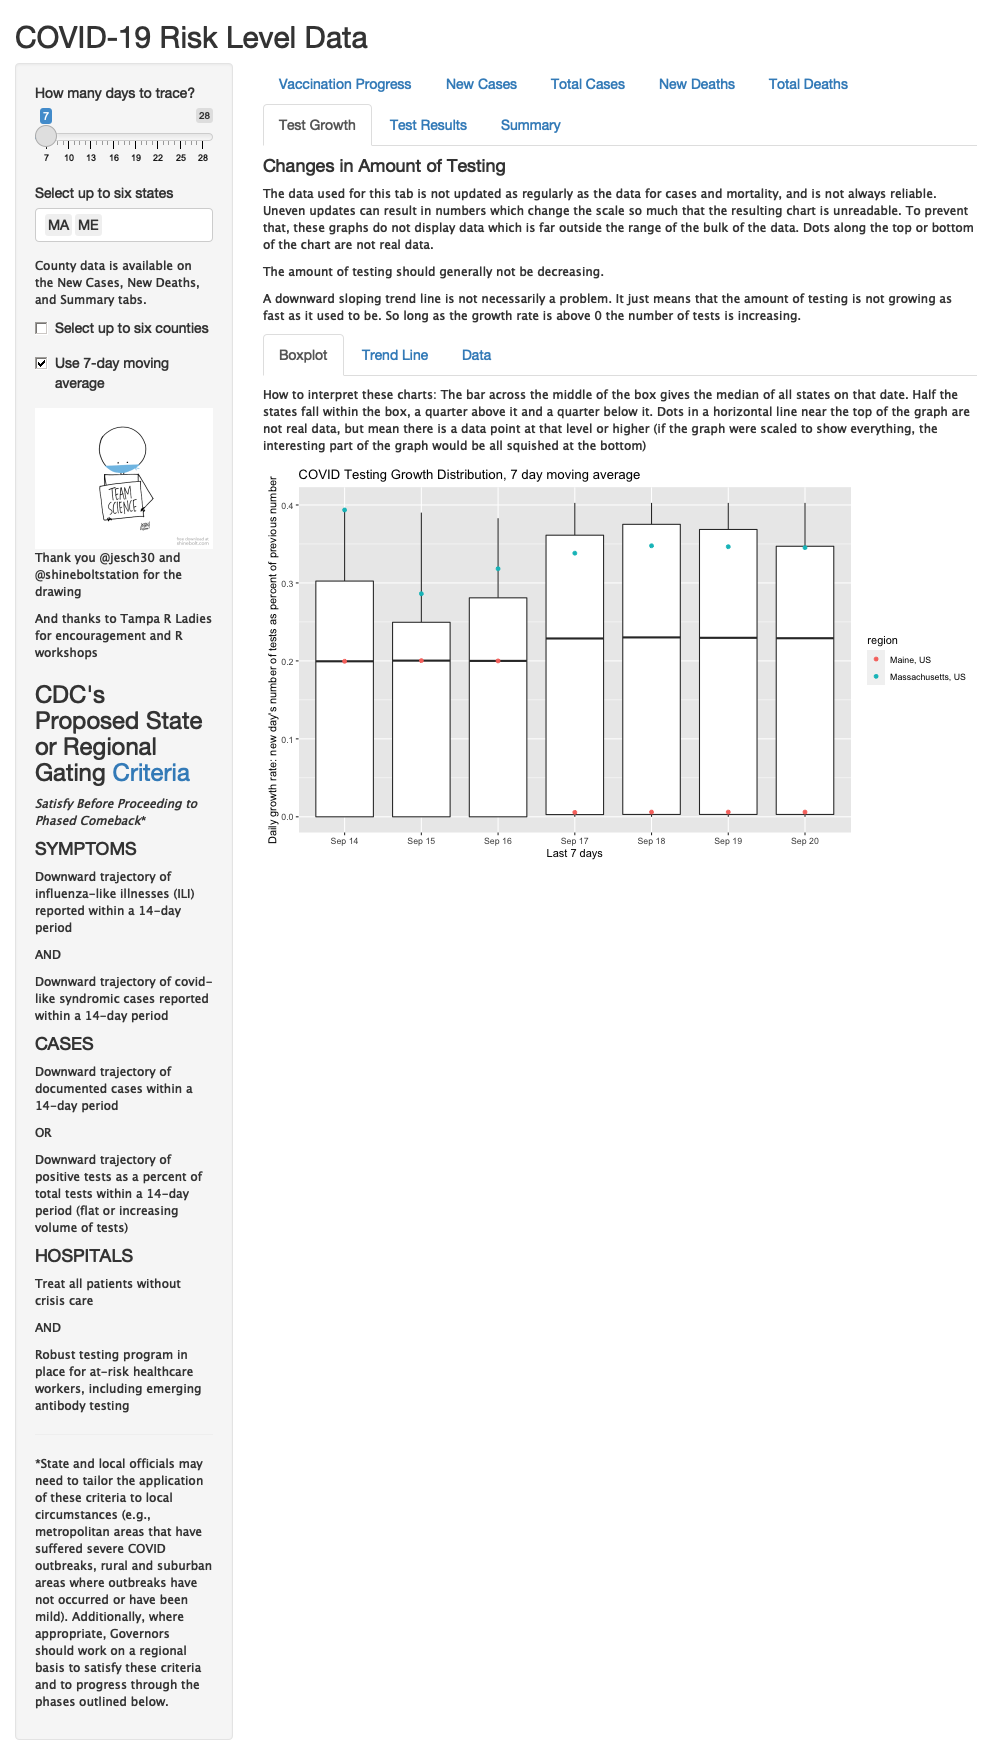 COVID-19 Risk Level Data
How many days to trace?
7
28
7 10 13 16 19 22 25 28
Select up to six states
MA ME
County data is available on
the New Cases, New Deaths,
and Summary tabs.
Select up to six counties
Use 7-day moving
average
TEAM
SCIENCE
free download at
shinebolt.com
Thank you @jesch30 and
@shineboltstation for the
drawing
And thanks to Tampa R Ladies
for encouragement and R
workshops
CDC's
Proposed State
or Regional
Gating Criteria
Satisfy Before Proceeding to
Phased Comeback*
SYMPTOMS
Downward trajectory of
influenza-like illnesses (ILI)
reported within a 14-day
period
AND
Downward trajectory of covid-
like syndromic cases reported
within a 14-day period
CASES
Downward trajectory of
documented cases within a
14-day period
OR
Downward trajectory of
positive tests as a percent of
total tests within a 14-day
period (flat or increasing
volume of tests)
HOSPITALS
Treat all patients without
crisis care
AND
Robust testing program in
place for at-risk healthcare
workers, including emerging
antibody testing
*State and local officials may
need to tailor the application
of these criteria to local
circumstances (e.g.,
metropolitan areas that have
suffered severe COVID
outbreaks, rural and suburban
areas where outbreaks have
not occurred or have been
mild). Additionally, where
appropriate, Governors
should work on a regional
basis to satisfy these criteria
and to progress through the
phases outlined below.
Vaccination Progress New Cases Total Cases New Deaths Total Deaths
Test Growth Test Results Summary
Changes in Amount of Testing
The data used for this tab is not updated as regularly as the data for cases and mortality, and is not always reliable.
Uneven updates can result in numbers which change the scale so much that the resulting chart is unreadable. To prevent
that, these graphs do not display data which is far outside the range of the bulk of the data. Dots along the top or bottom
of the chart are not real data.
The amount of testing should generally not be decreasing.
A downward sloping trend line is not necessarily a problem. It just means that the amount of testing is not growing as
fast as it used to be. So long as the growth rate is above 0 the number of tests is increasing.
Boxplot Trend Line Data
How to interpret these charts: The bar across the middle of the box gives the median of all states on that date. Half the
states fall within the box, a quarter above it and a quarter below it. Dots in a horizontal line near the top of the graph are
not real data, but mean there is a data point at that level or higher (if the graph were scaled to show everything, the
interesting part of the graph would be all squished at the bottom)
COVID Testing Growth Distribution, 7 day moving average
Daily growth rate: new day's number of tests as percent of previous number
0.4
0.3
0.2
0.1
0.0
Sep 14 Sep 15 Sep 16 Sep 17 Sep 18 Sep 19 Sep 20
Last 7 days
region
Maine, US
Massachusetts, US